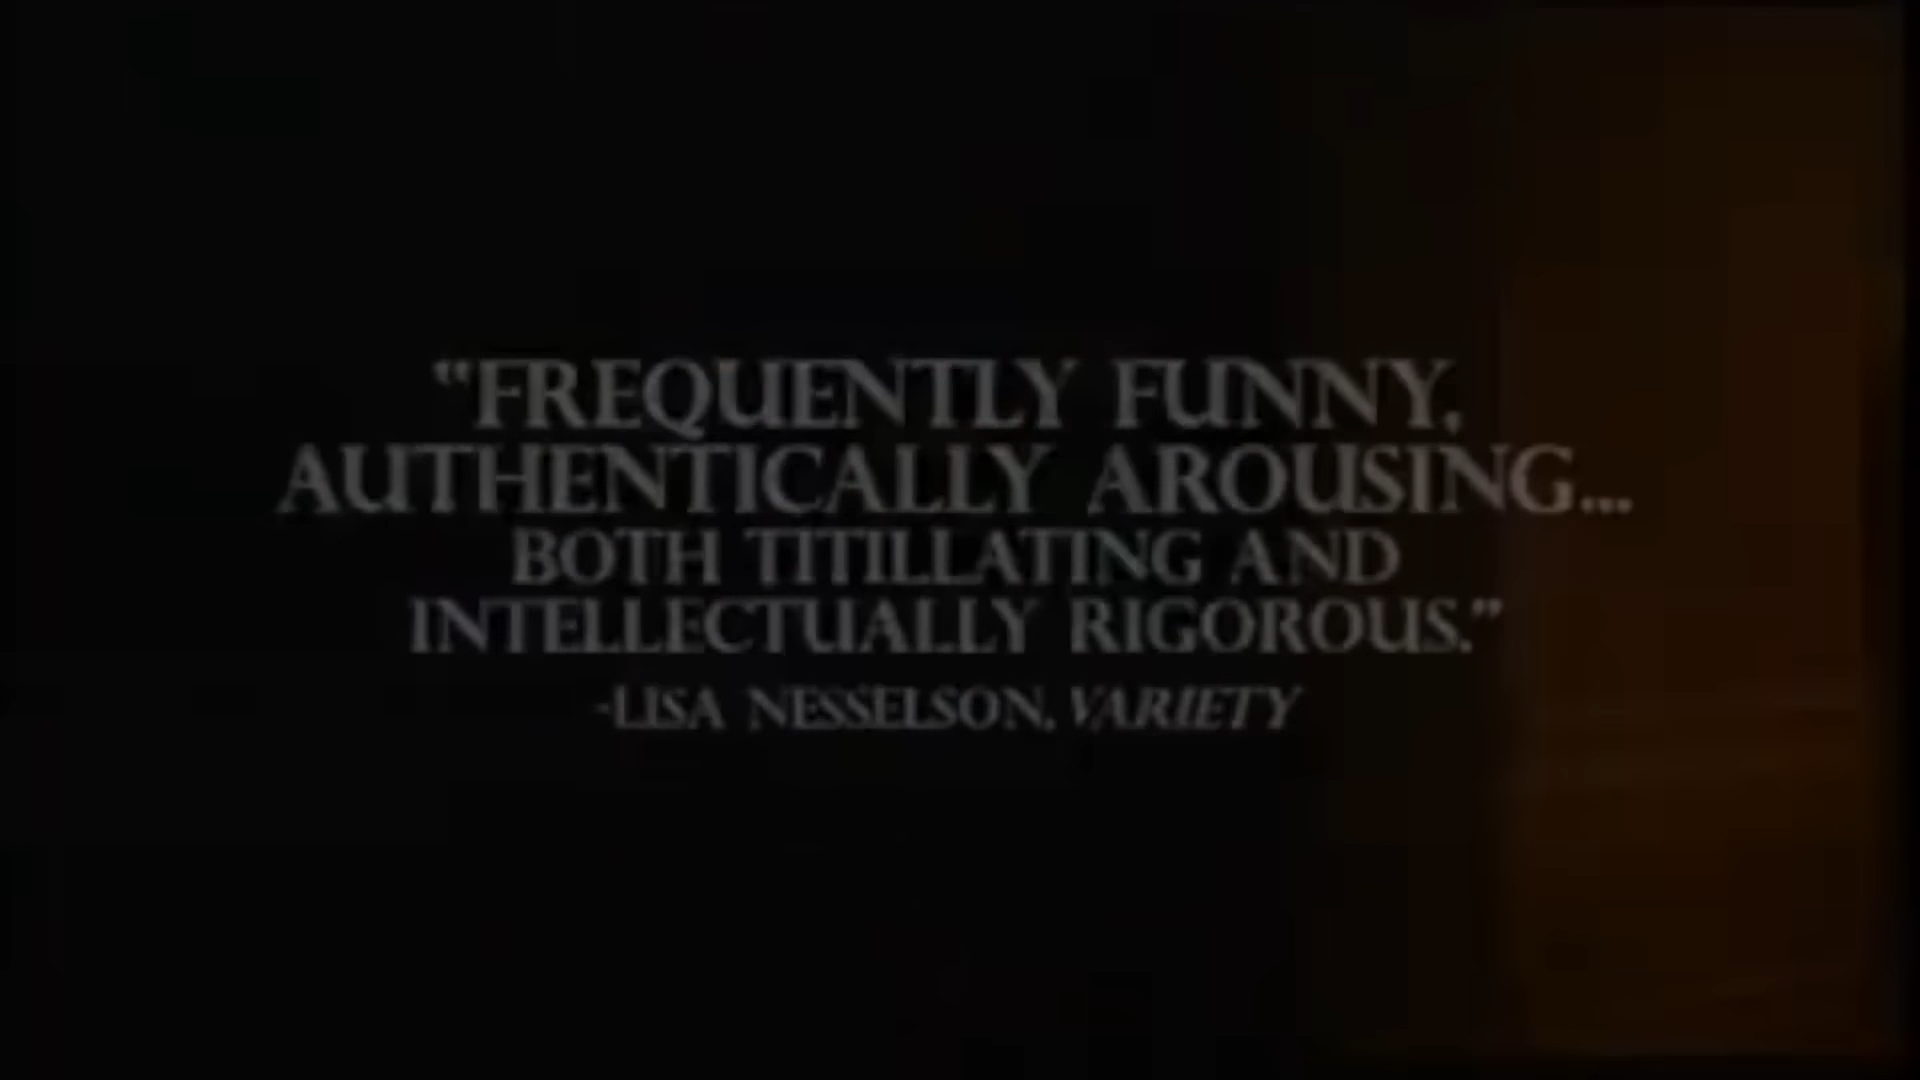 “FREQUENTLY FUNNY,
AUTHENTICALLY AROUSING...
BOTH TITILLATING AND
INTELLECTUALLY RIGOROUS.”
-LISA NESSELSON, VARIETY